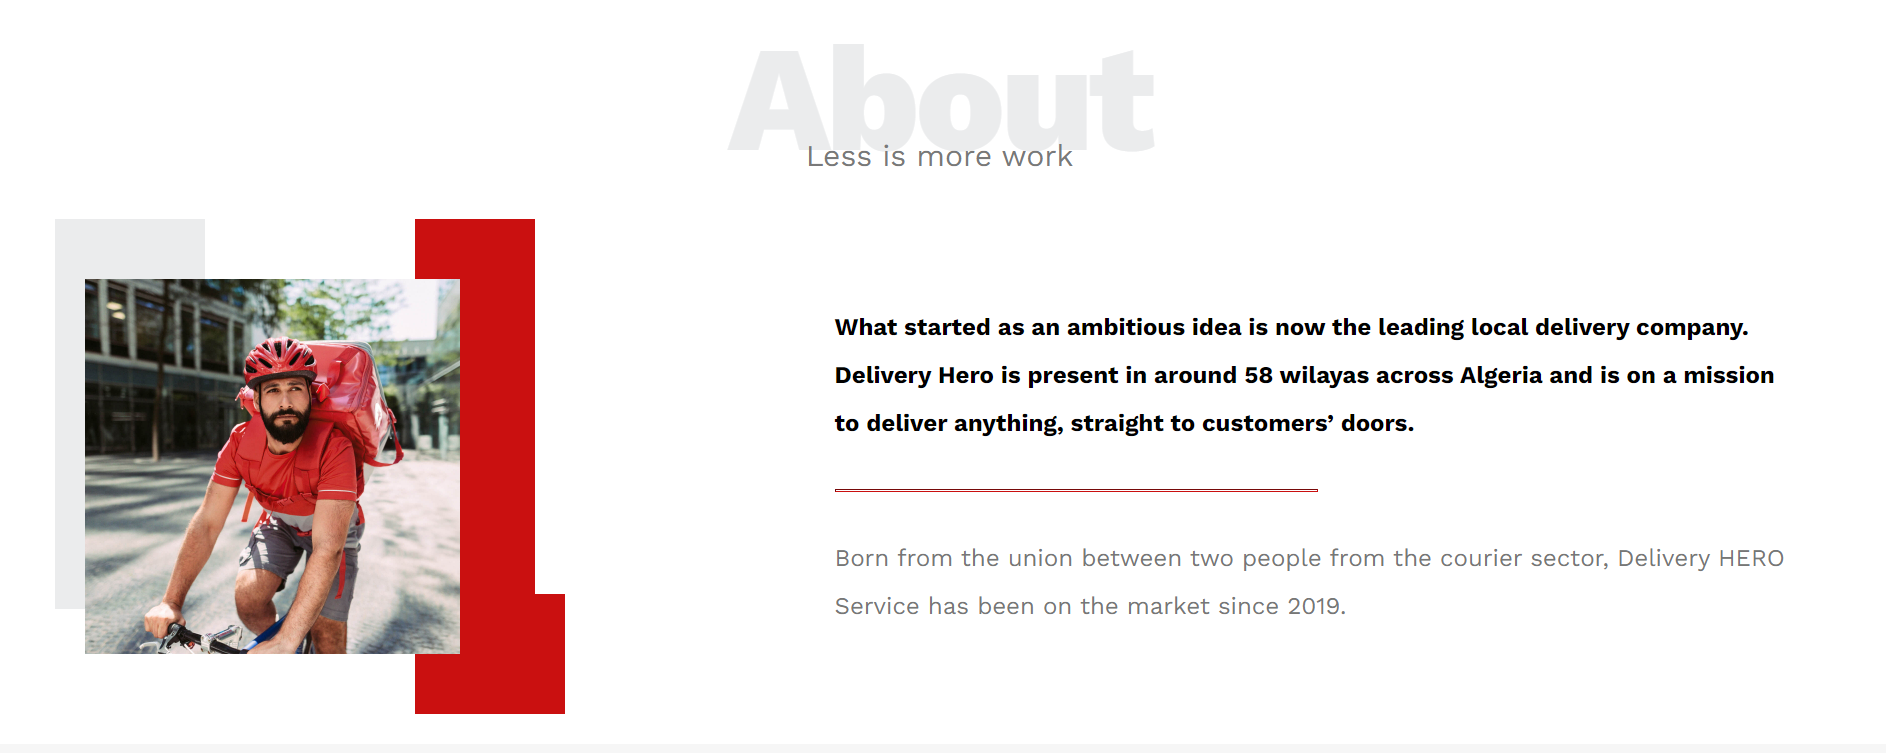 About
Less is more work
What started as an ambitious idea is now the leading local delivery company.
Delivery Hero is present in around 58 wilayas across Algeria and is on a mission
to deliver anything, straight to customers’ doors.
Born from the union between two people from the courier sector, Delivery HERO
Service has been on the market since 2019.